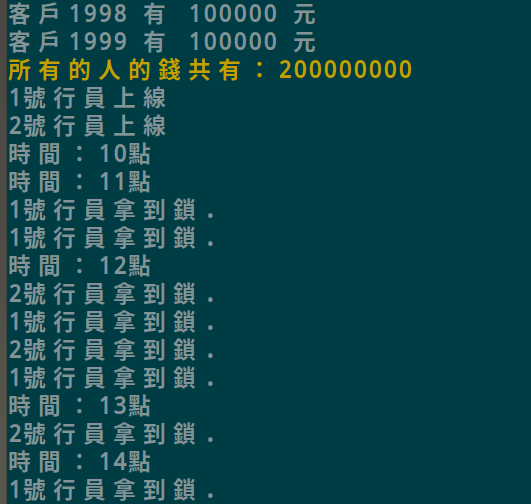 客戶1998 有 100000 元
客戶1999 有 100000 元
所有的人的錢共有：200000000
1號行員上線
2號行員上線
時間：10點
時間：11點
1號行員拿到鎖.
1號行員拿到鎖.
時間：12點
2號行員拿到鎖.
1號行員拿到鎖.
2號行員拿到鎖.
1號行員拿到鎖.
時間：13點
2號行員拿到鎖.
時間：14點
1號行員拿到鎖.